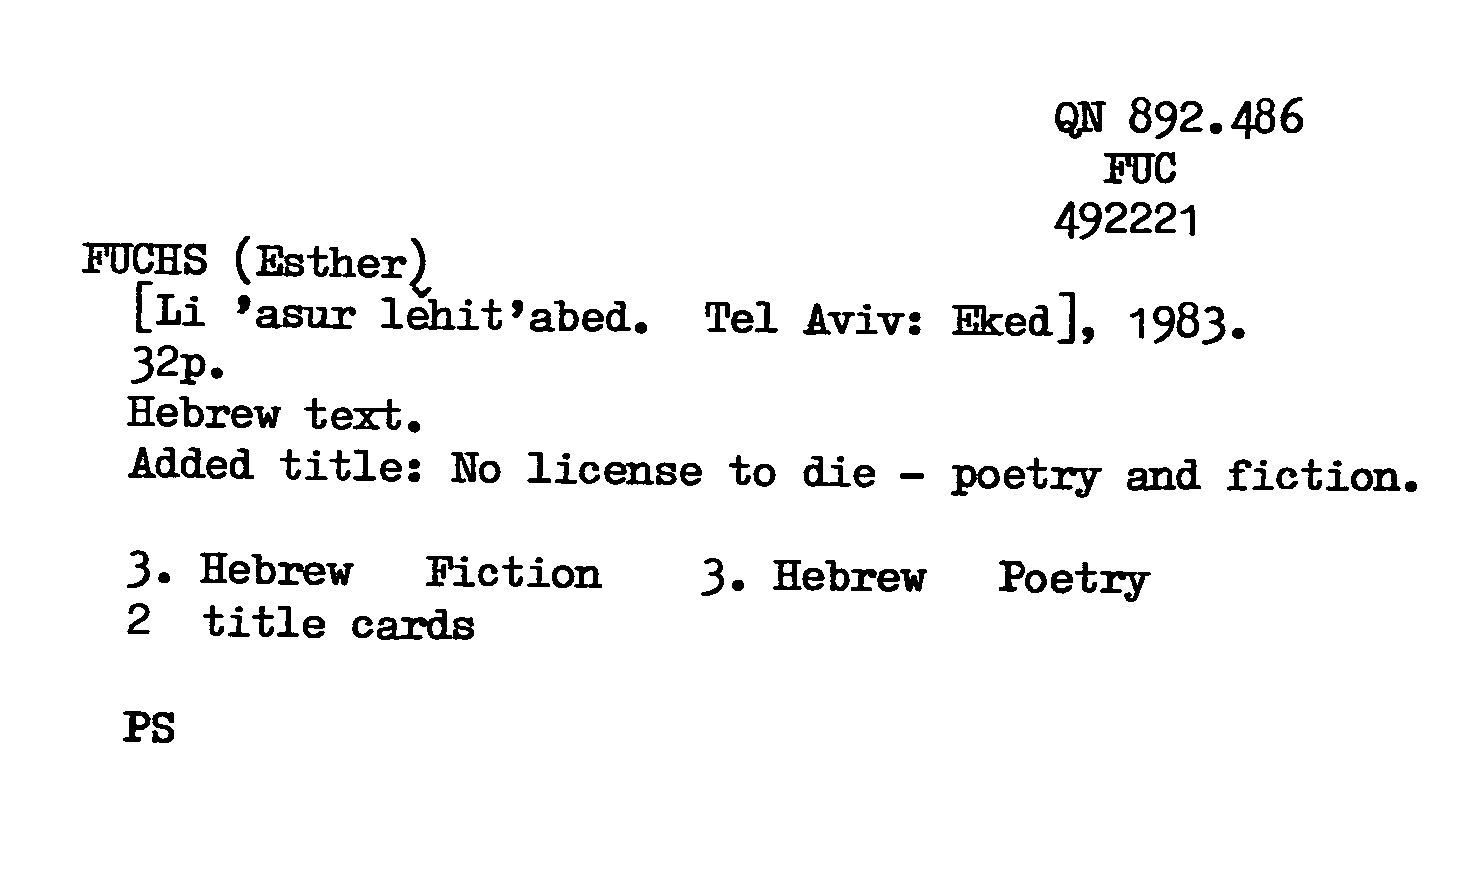 QN 892.486
FUC
492221
FUCHS (Esther)
[Li 'asur lĕhit'abed. Tel Aviv: Eked], 1983.
32p.
Hebrew text.
Added title: No license to die - poetry and fiction.
3. Hebrew Fiction 3. Hebrew Poetry
2 title cards
PS